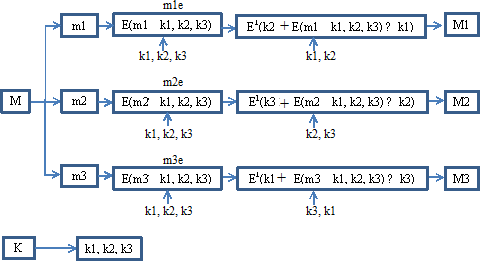 m1e
m1 E(m1 k1, k2, k3) E¹(k2 + E(m1 k1, k2, k3) ? k1) M1
k1, k2, k3 k1, k2
m2e
M m2 E(m2 k1, k2, k3) E¹(k3 + E(m2 k1, k2, k3) ? k2) M2
k1, k2, k3 k2, k3
m3e
m3 E(m3 k1, k2, k3) E¹(k1 + E(m3 k1, k2, k3) ? k3) M3
k1, k2, k3 k3, k1
K k1, k2, k3